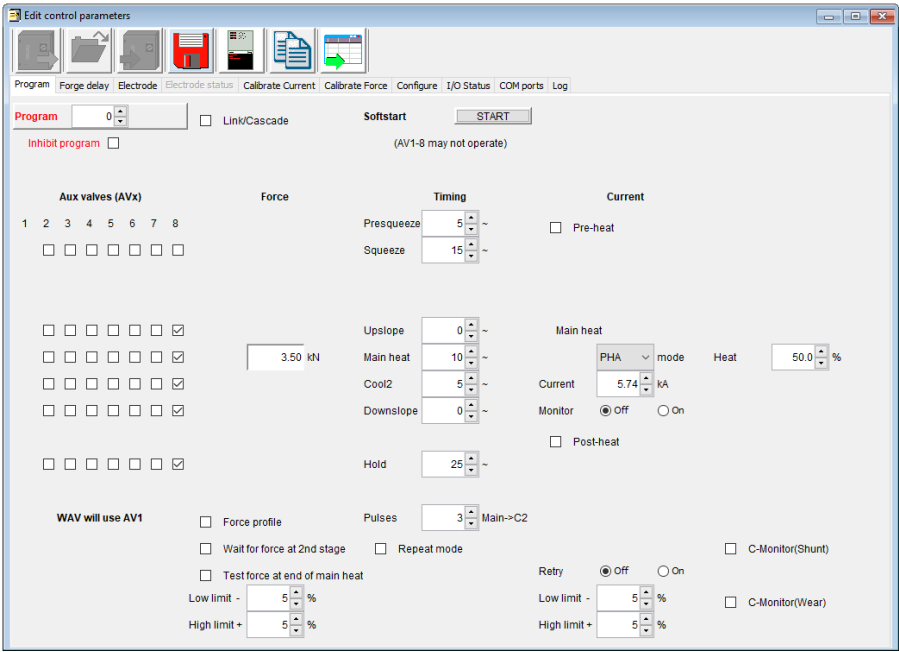 Edit control parameters
Program Forge delay Electrode Electrode status Calibrate Current Calibrate Force Configure I/O Status COM ports Log
Program 0 Link/Cascade Softstart START
Inhibit program (AV1-8 may not operate)
Aux valves (AVx) Force Timing Current
1 2 3 4 5 6 7 8 Presqueeze 5 ~ Pre-heat
Squeeze 15 ~
Upslope 0 ~ Main heat
3.50 kN Main heat 10 ~ PHA mode Heat 50.0 %
Cool2 5 ~ Current 5.74 kA
Downslope 0 ~ Monitor Off On
Post-heat
Hold 25 ~
WAV will use AV1 Force profile Pulses 3 Main->C2
Wait for force at 2nd stage Repeat mode C-Monitor(Shunt)
Test force at end of main heat Retry Off On
Low limit - 5 % Low limit - 5 % C-Monitor(Wear)
High limit + 5 % High limit + 5 %